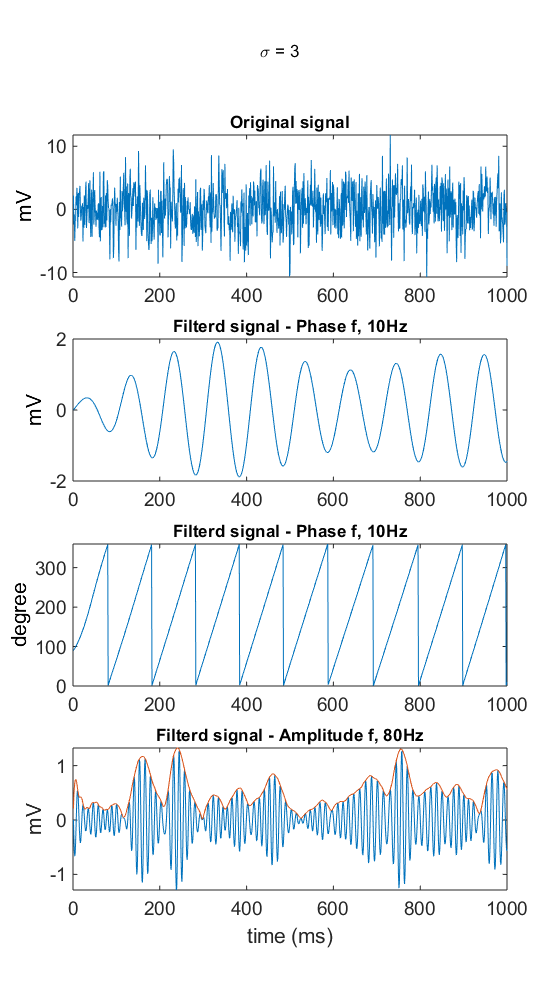 σ = 3
Original signal
10
0
-10
mV
0 200 400 600 800 1000
Filterd signal - Phase f, 10Hz
2
0
-2
mV
0 200 400 600 800 1000
Filterd signal - Phase f, 10Hz
300
200
100
0
degree
0 200 400 600 800 1000
Filterd signal - Amplitude f, 80Hz
1
0
-1
mV
0 200 400 600 800 1000
time (ms)